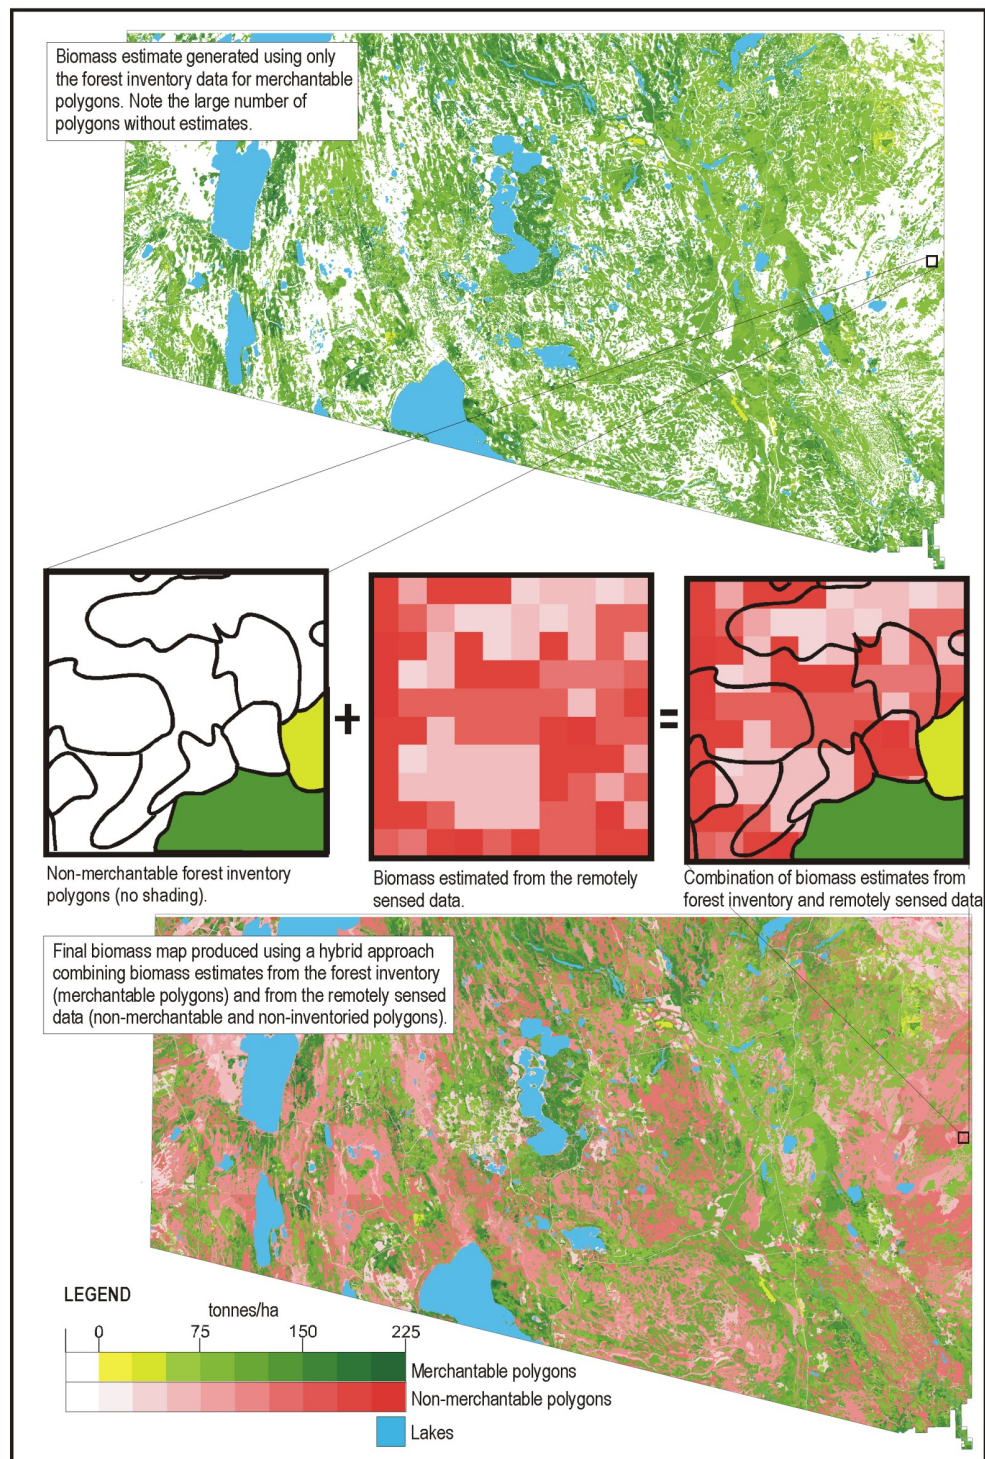 Biomass estimate generated using only
the forest inventory data for merchantable
polygons. Note the large number of
polygons without estimates.
+
=
Non-merchantable forest inventory
polygons (no shading).
Biomass estimated from the remotely
sensed data.
Combination of biomass estimates from
forest inventory and remotely sensed data
Final biomass map produced using a hybrid approach
combining biomass estimates from the forest inventory
(merchantable polygons) and from the remotely sensed
data (non-merchantable and non-inventoried polygons).
LEGEND
tonnes/ha
0 75 150 225
Merchantable polygons
Non-merchantable polygons
Lakes